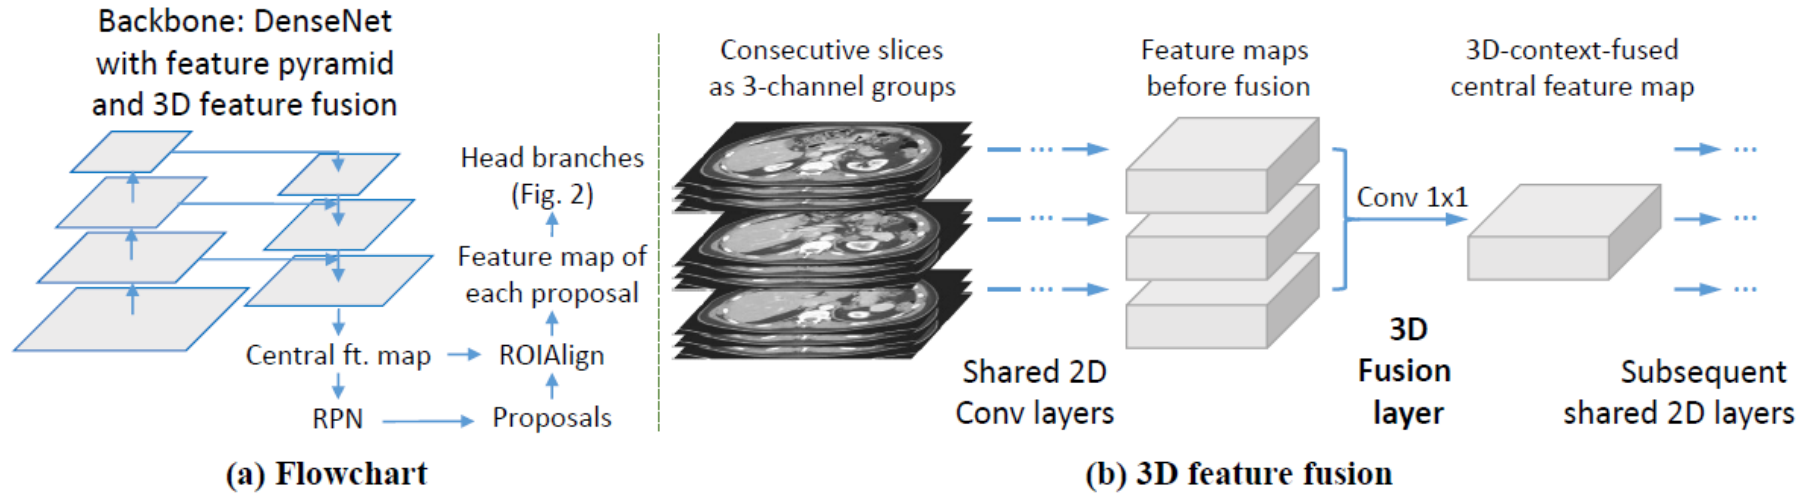 Backbone: DenseNet
with feature pyramid
and 3D feature fusion
Head branches
(Fig. 2)
Feature map of
each proposal
Central ft. map
ROIAlign
RPN
Proposals
(a) Flowchart
Consecutive slices
as 3-channel groups
Feature maps
before fusion
3D-context-fused
central feature map
...
...
...
Conv 1x1
...
...
...
Shared 2D
Conv layers
3D
Fusion
layer
Subsequent
shared 2D layers
(b) 3D feature fusion